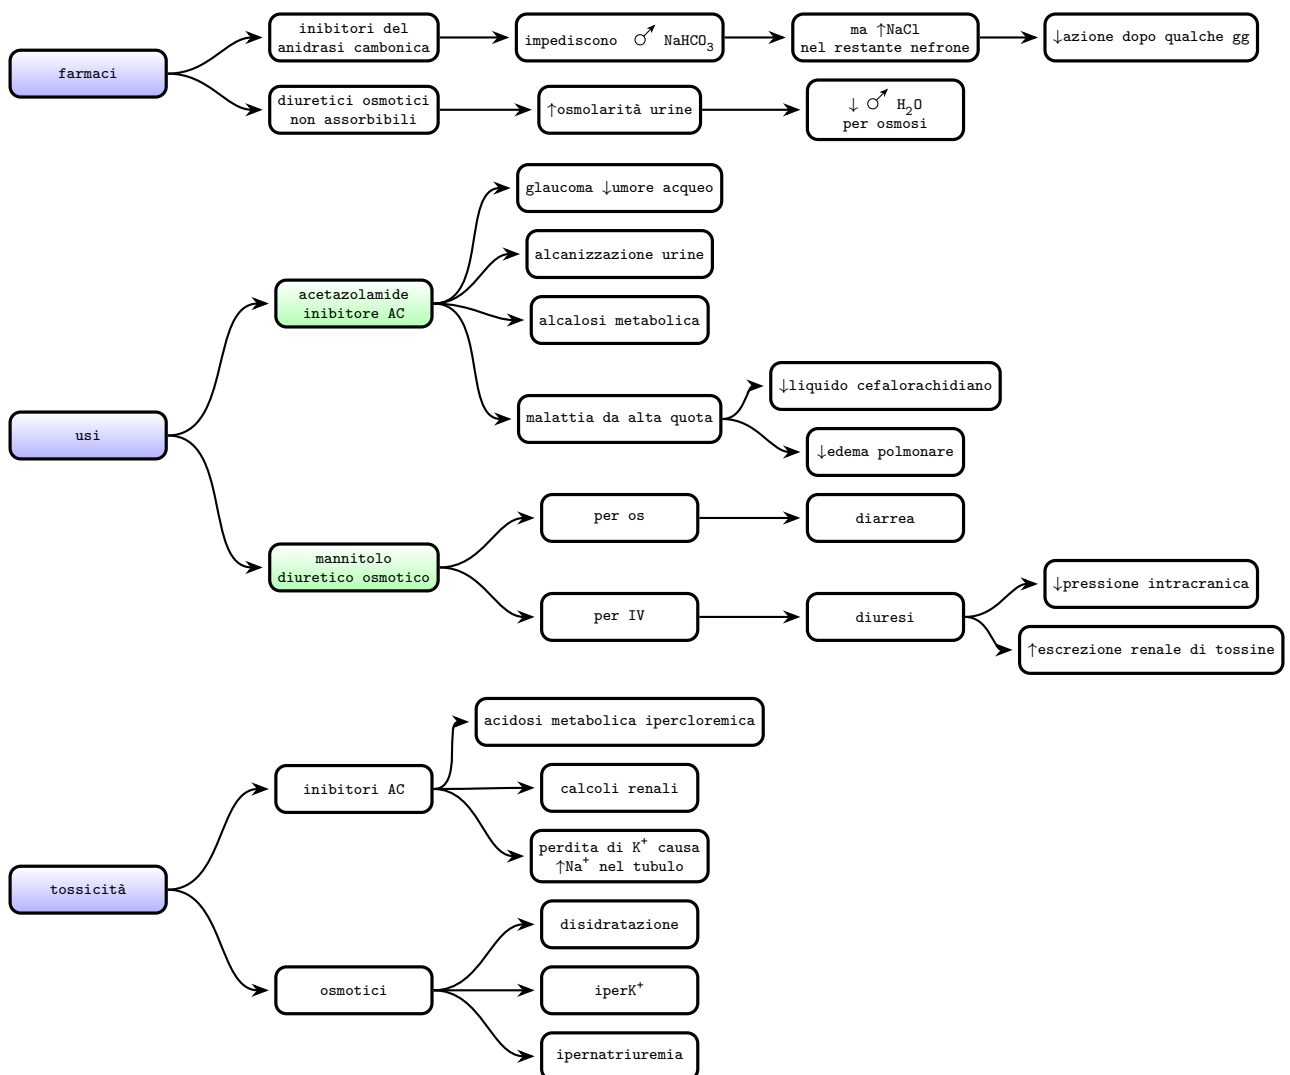 farmaci
inibitori del
anidrasi cambonica
impediscono ♂ NaHCO₃
ma ↑NaCl
nel restante nefrone
↓azione dopo qualche gg
diuretici osmotici
non assorbibili
↑osmolarità urine
↓ ♂ H₂O
per osmosi
usi
acetazolamide
inibitore AC
glaucoma ↓umore acqueo
alcanizzazione urine
alcalosi metabolica
malattia da alta quota
↓liquido cefalorachidiano
↓edema polmonare
mannitolo
diuretico osmotico
per os
diarrea
per IV
diuresi
↓pressione intracranica
↑escrezione renale di tossine
tossicità
inibitori AC
acidosi metabolica ipercloremica
calcoli renali
perdita di K⁺ causa
↑Na⁺ nel tubulo
osmotici
disidratazione
iperK⁺
ipernatriuremia